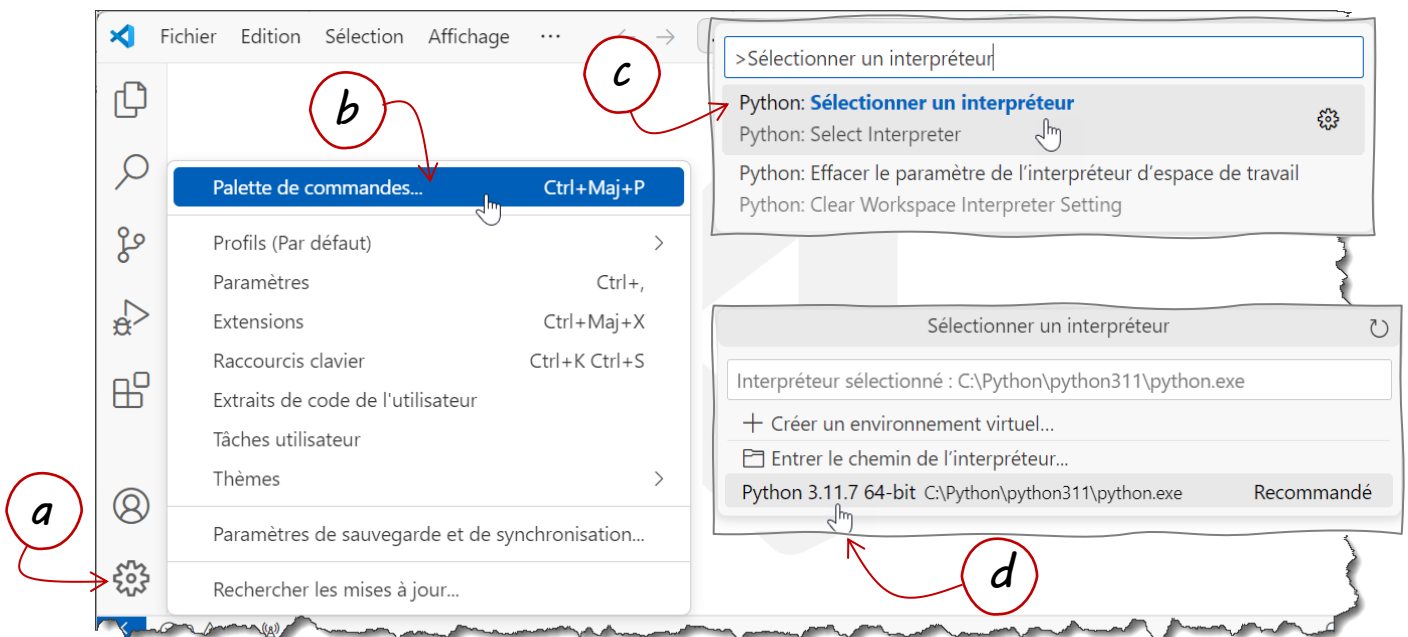 Fichier Edition Sélection Affichage ...
b
c
>Sélectionner un interpréteur
Python: Sélectionner un interpréteur
Python: Select Interpreter
Python: Effacer le paramètre de l'interpréteur d'espace de travail
Python: Clear Workspace Interpreter Setting
Palette de commandes... Ctrl+Maj+P
Profils (Par défaut) >
Paramètres Ctrl+,
Extensions Ctrl+Maj+X
Raccourcis clavier Ctrl+K Ctrl+S
Extraits de code de l'utilisateur
Tâches utilisateur
Thèmes >
Paramètres de sauvegarde et de synchronisation...
Rechercher les mises à jour...
a
Sélectionner un interpréteur
Interpréteur sélectionné : C:\Python\python311\python.exe
+ Créer un environnement virtuel...
Entrer le chemin de l'interpréteur...
Python 3.11.7 64-bit C:\Python\python311\python.exe Recommandé
d